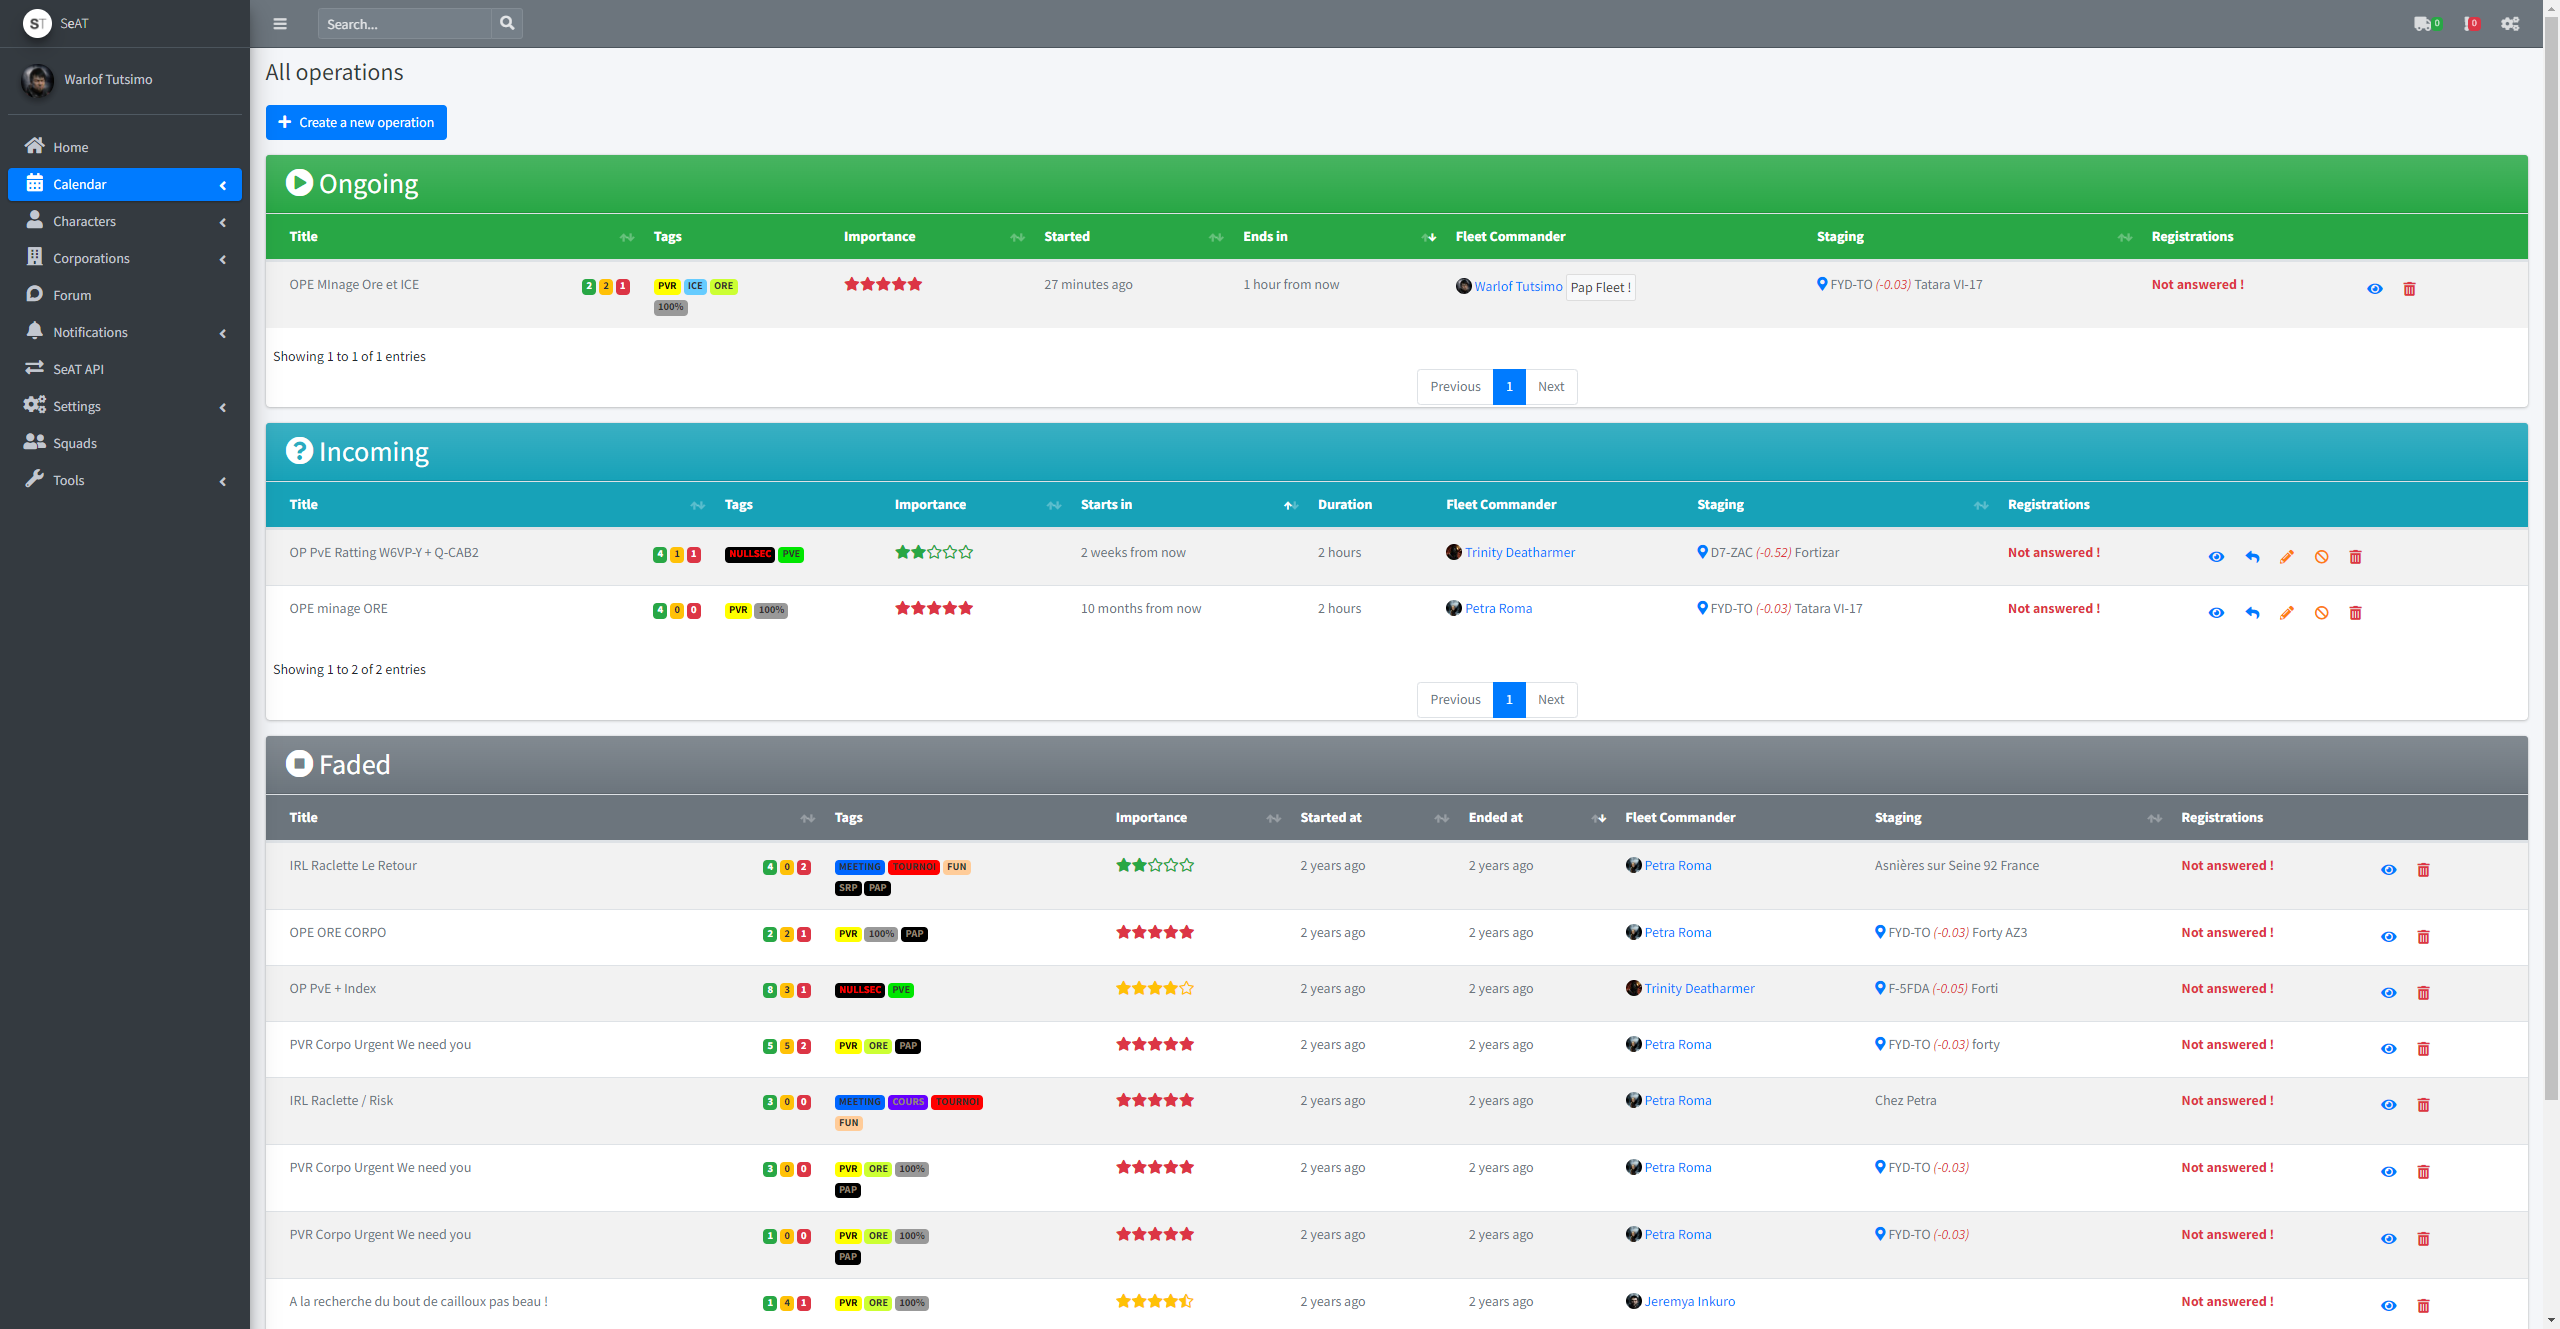 ST SeAT
Search...
0
0
Warlof Tutsimo
Home
Calendar
Characters
Corporations
Forum
Notifications
SeAT API
Settings
Squads
Tools
All operations
Create a new operation
Ongoing
Title Tags Importance Started Ends in Fleet Commander Staging Registrations
OPE MInage Ore et ICE 2 2 1 PVR ICE ORE 27 minutes ago 1 hour from now Warlof Tutsimo Pap Fleet ! FYD-TO (-0.03) Tatara VI-17 Not answered !
100%
Showing 1 to 1 of 1 entries
Previous 1 Next
Incoming
Title Tags Importance Starts in Duration Fleet Commander Staging Registrations
OP PvE Ratting W6VP-Y + Q-CAB2 4 1 1 NULLSEC PVE 2 weeks from now 2 hours Trinity Deatharmer D7-ZAC (-0.52) Fortizar Not answered !
OPE minage ORE 4 0 0 PVR 100% 10 months from now 2 hours Petra Roma FYD-TO (-0.03) Tatara VI-17 Not answered !
Showing 1 to 2 of 2 entries
Previous 1 Next
Faded
Title Tags Importance Started at Ended at Fleet Commander Staging Registrations
IRL Raclette Le Retour 4 0 2 MEETING TOURNOI FUN 2 years ago 2 years ago Petra Roma Asnières sur Seine 92 France Not answered !
SRP PAP
OPE ORE CORPO 2 2 1 PVR 100% PAP 2 years ago 2 years ago Petra Roma FYD-TO (-0.03) Forty AZ3 Not answered !
OP PvE + Index 8 3 1 NULLSEC PVE 2 years ago 2 years ago Trinity Deatharmer F-5FDA (-0.05) Forti Not answered !
PVR Corpo Urgent We need you 5 5 2 PVR ORE PAP 2 years ago 2 years ago Petra Roma FYD-TO (-0.03) forty Not answered !
IRL Raclette / Risk 3 0 0 MEETING COURS TOURNOI 2 years ago 2 years ago Petra Roma Chez Petra Not answered !
FUN
PVR Corpo Urgent We need you 3 0 0 PVR ORE 100% 2 years ago 2 years ago Petra Roma FYD-TO (-0.03) Not answered !
PAP
PVR Corpo Urgent We need you 1 0 0 PVR ORE 100% 2 years ago 2 years ago Petra Roma FYD-TO (-0.03) Not answered !
PAP
A la recherche du bout de cailloux pas beau ! 1 4 1 PVR ORE 100% 2 years ago 2 years ago Jeremya Inkuro Not answered !